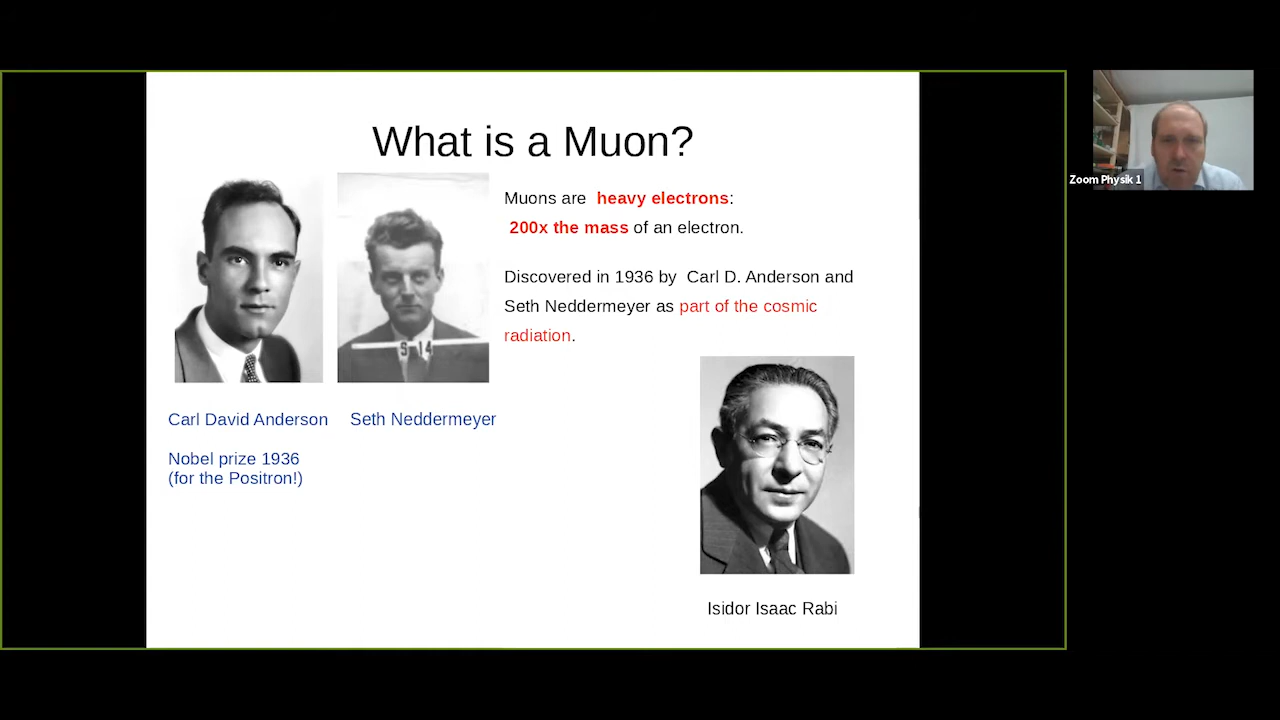 What is a Muon?
Muons are heavy electrons:
200x the mass of an electron.
Discovered in 1936 by Carl D. Anderson and
Seth Neddermeyer as part of the cosmic
radiation.
S-14
Carl David Anderson
Seth Neddermeyer
Nobel prize 1936
(for the Positron!)
Isidor Isaac Rabi
Zoom Physik 1